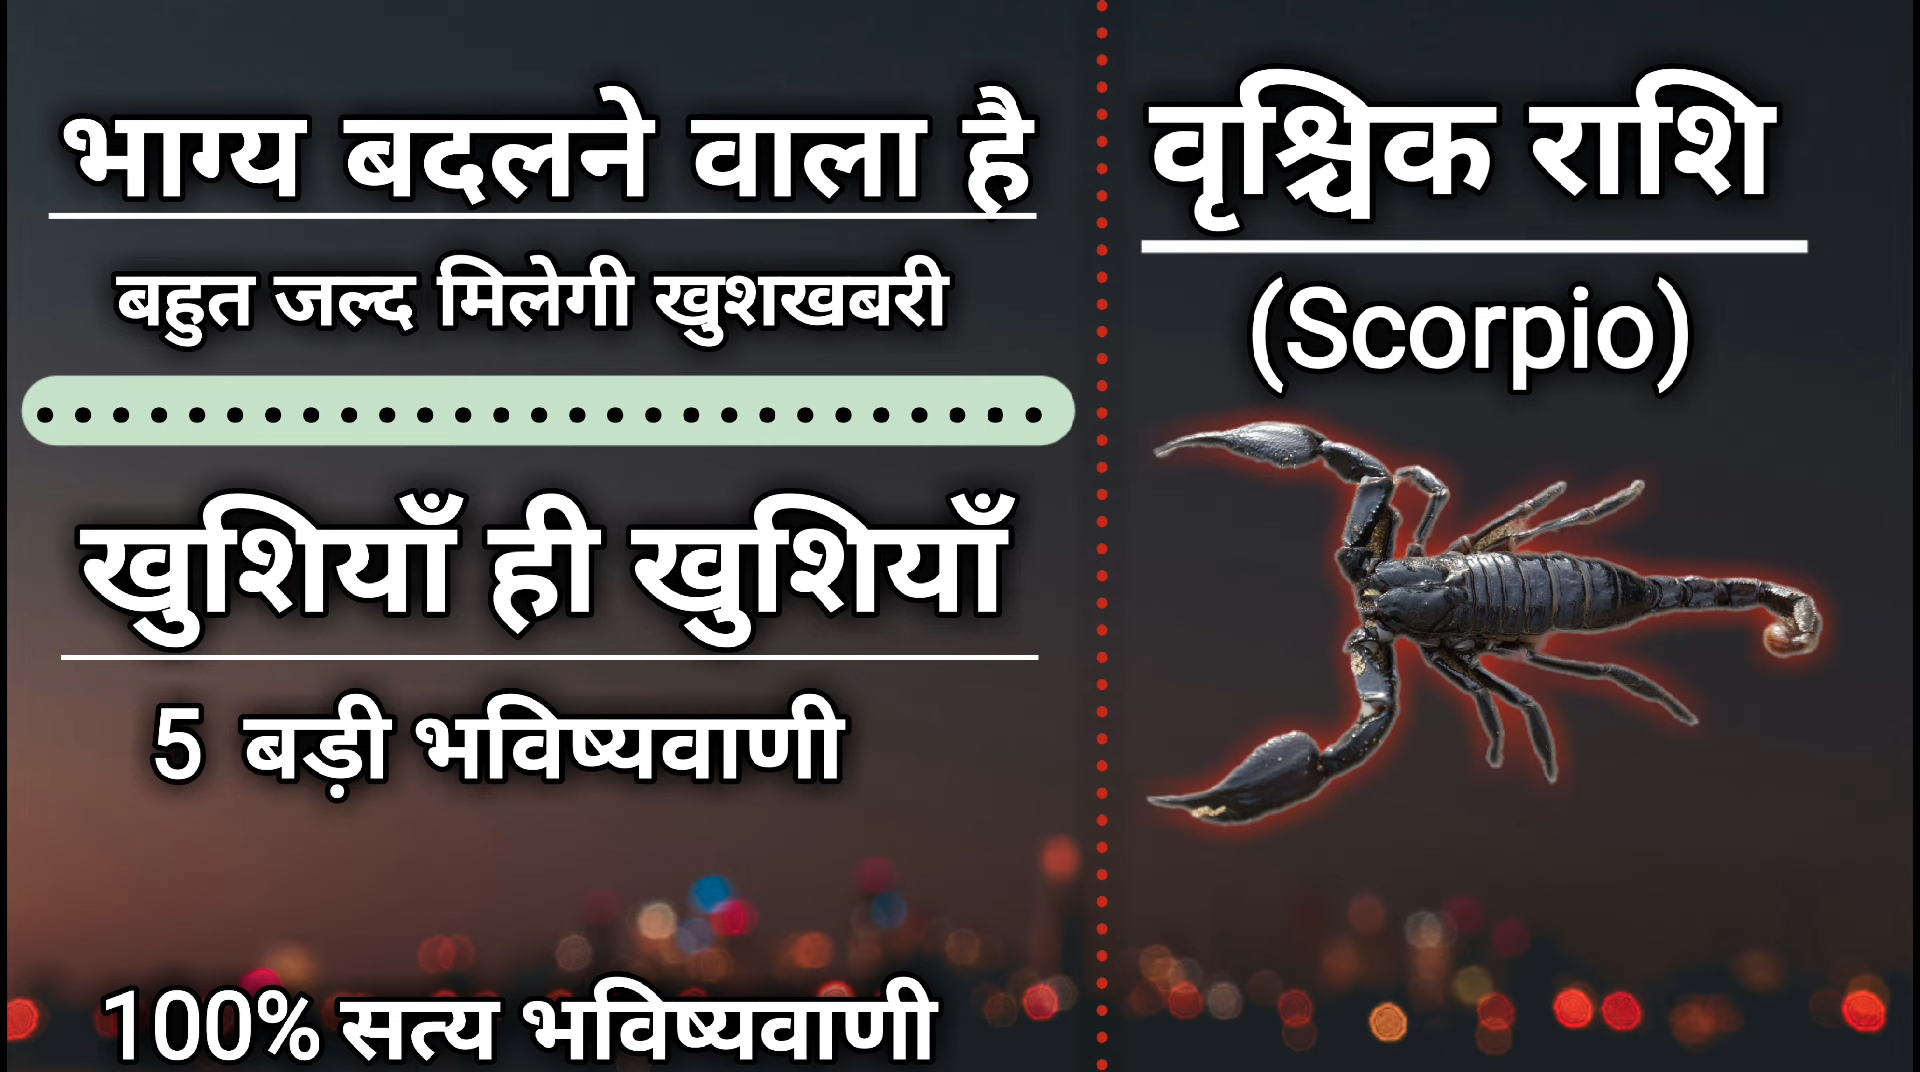 भाग्य बदलने वाला है
बहुत जल्द मिलेगी खुशखबरी
खुशियाँ ही खुशियाँ
5 बड़ी भविष्यवाणी
100% सत्य भविष्यवाणी
वृश्चिक राशि
(Scorpio)